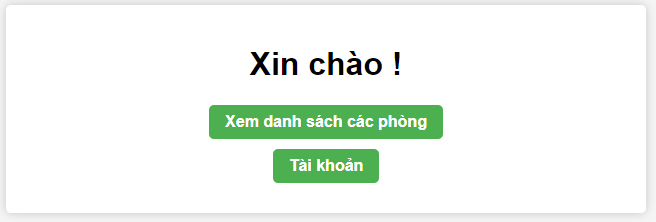 Xin chào !
Xem danh sách các phòng
Tài khoản